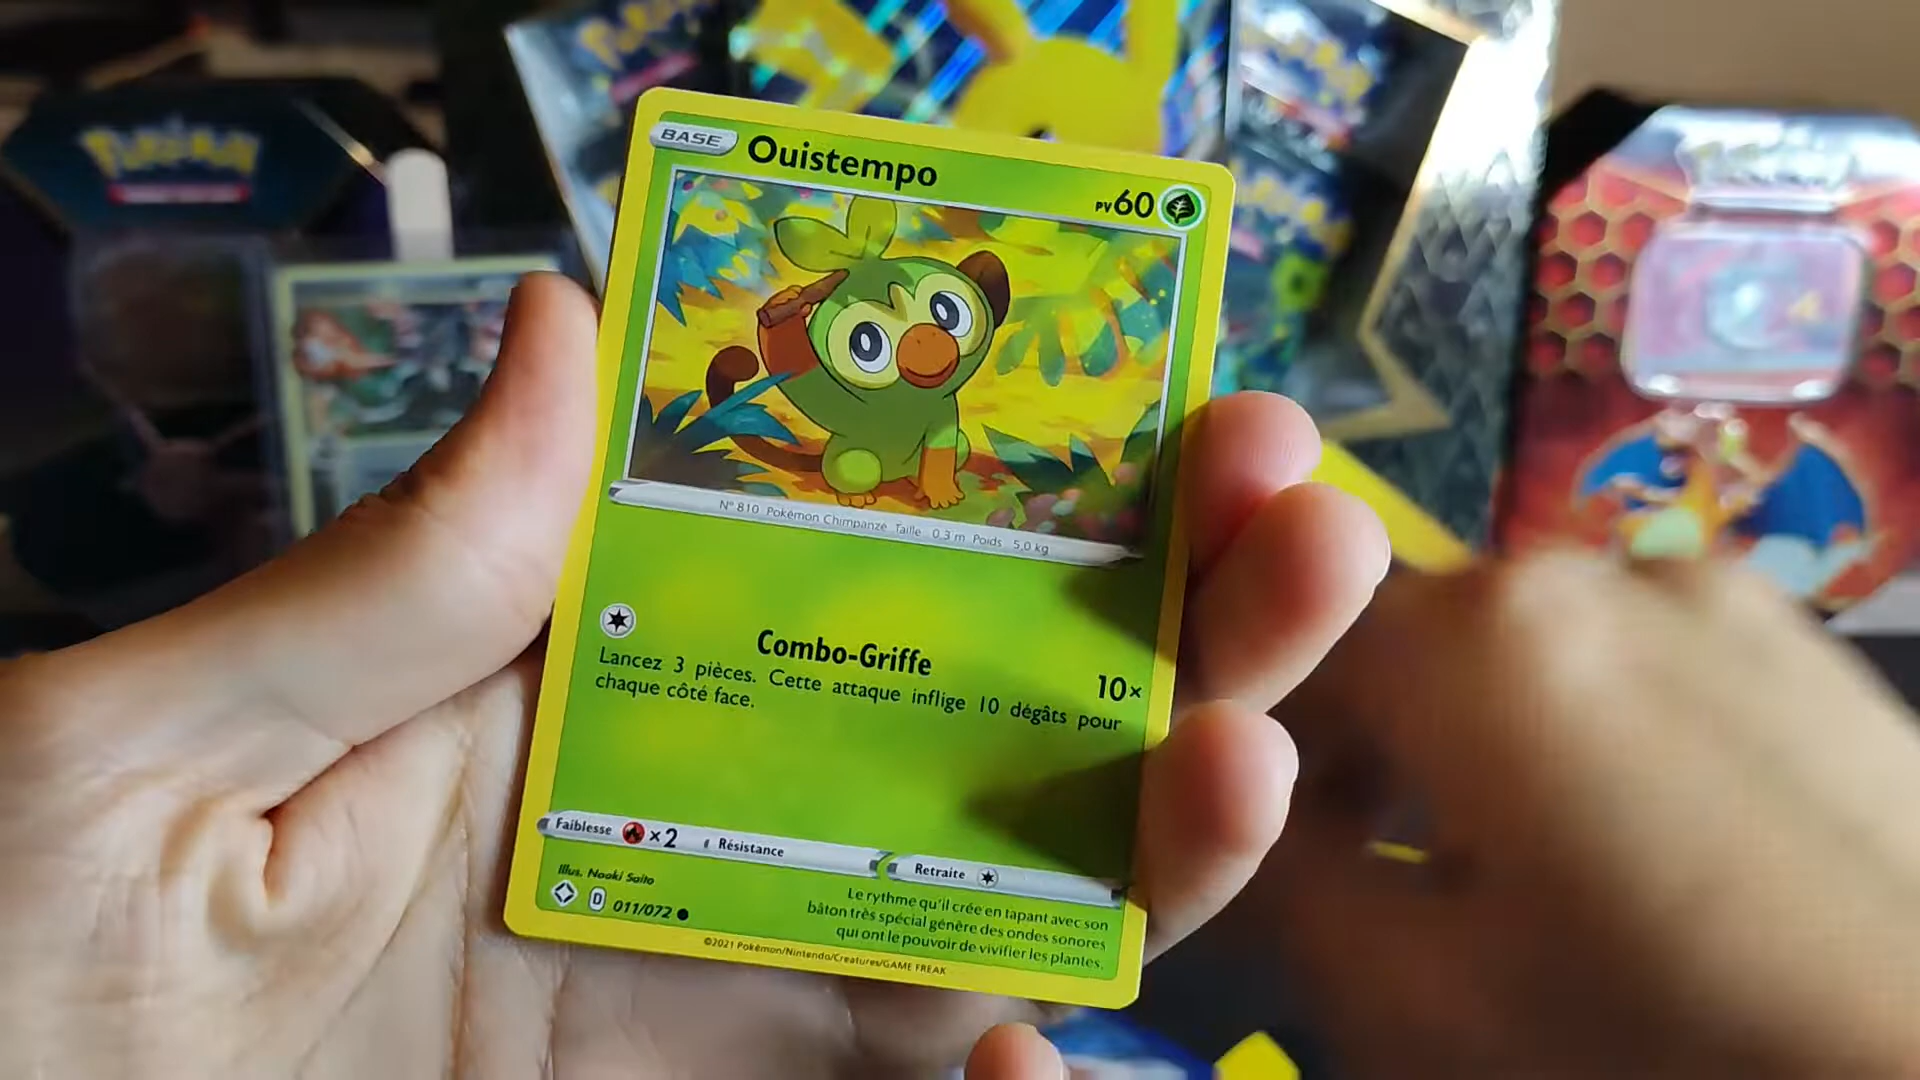 BASE
Ouistempo
PV 60
N° 810 Pokémon Chimpanzé Taille 0,3 m Poids 5,0 kg
Combo-Griffe
10×
Lancez 3 pièces. Cette attaque inflige 10 dégâts pour
chaque côté face.
Faiblesse ×2 Résistance
Retraite
Illus. Naoki Saito
D 011/072
Le rythme qu'il crée en tapant avec son
bâton très spécial génère des ondes sonores
qui ont le pouvoir de vivifier les plantes.
©2021 Pokémon/Nintendo/Creatures/GAME FREAK
POKÉMON